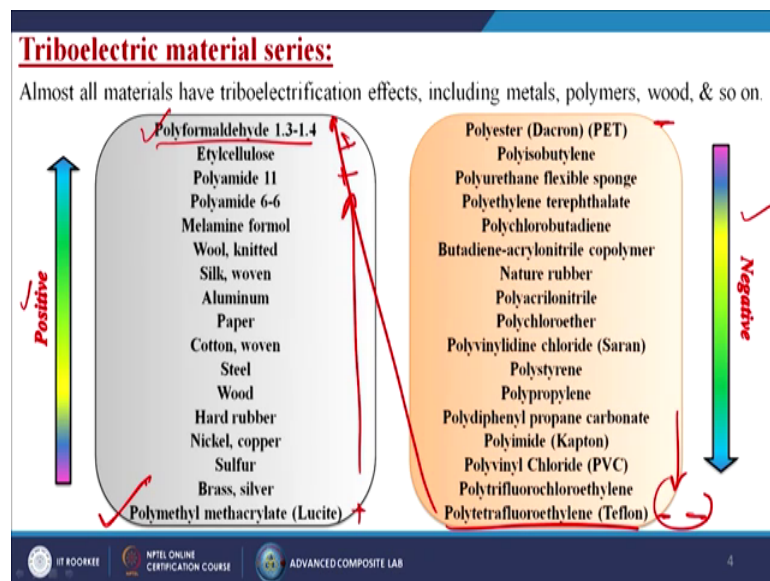 Triboelectric material series:
Almost all materials have triboelectrification effects, including metals, polymers, wood, & so on.
Positive
Polyformaldehyde 1.3-1.4
Etylcellulose
Polyamide 11
Polyamide 6-6
Melamine formol
Wool, knitted
Silk, woven
Aluminum
Paper
Cotton, woven
Steel
Wood
Hard rubber
Nickel, copper
Sulfur
Brass, silver
Polymethyl methacrylate (Lucite) +
+
+
Polyester (Dacron) (PET) -
Polyisobutylene
Polyurethane flexible sponge
Polyethylene terephthalate
Polychlorobutadiene
Butadiene-acrylonitrile copolymer
Nature rubber
Polyacrilonitrile
Polychloroether
Polyvinylidine chloride (Saran)
Polystyrene
Polypropylene
Polydiphenyl propane carbonate
Polyimide (Kapton)
Polyvinyl Chloride (PVC)
Polytrifluorochloroethylene
Polytetrafluoroethylene (Teflon) - -
Negative
IIT ROORKEE
NPTEL ONLINE
CERTIFICATION COURSE
ADVANCED COMPOSITE LAB
4